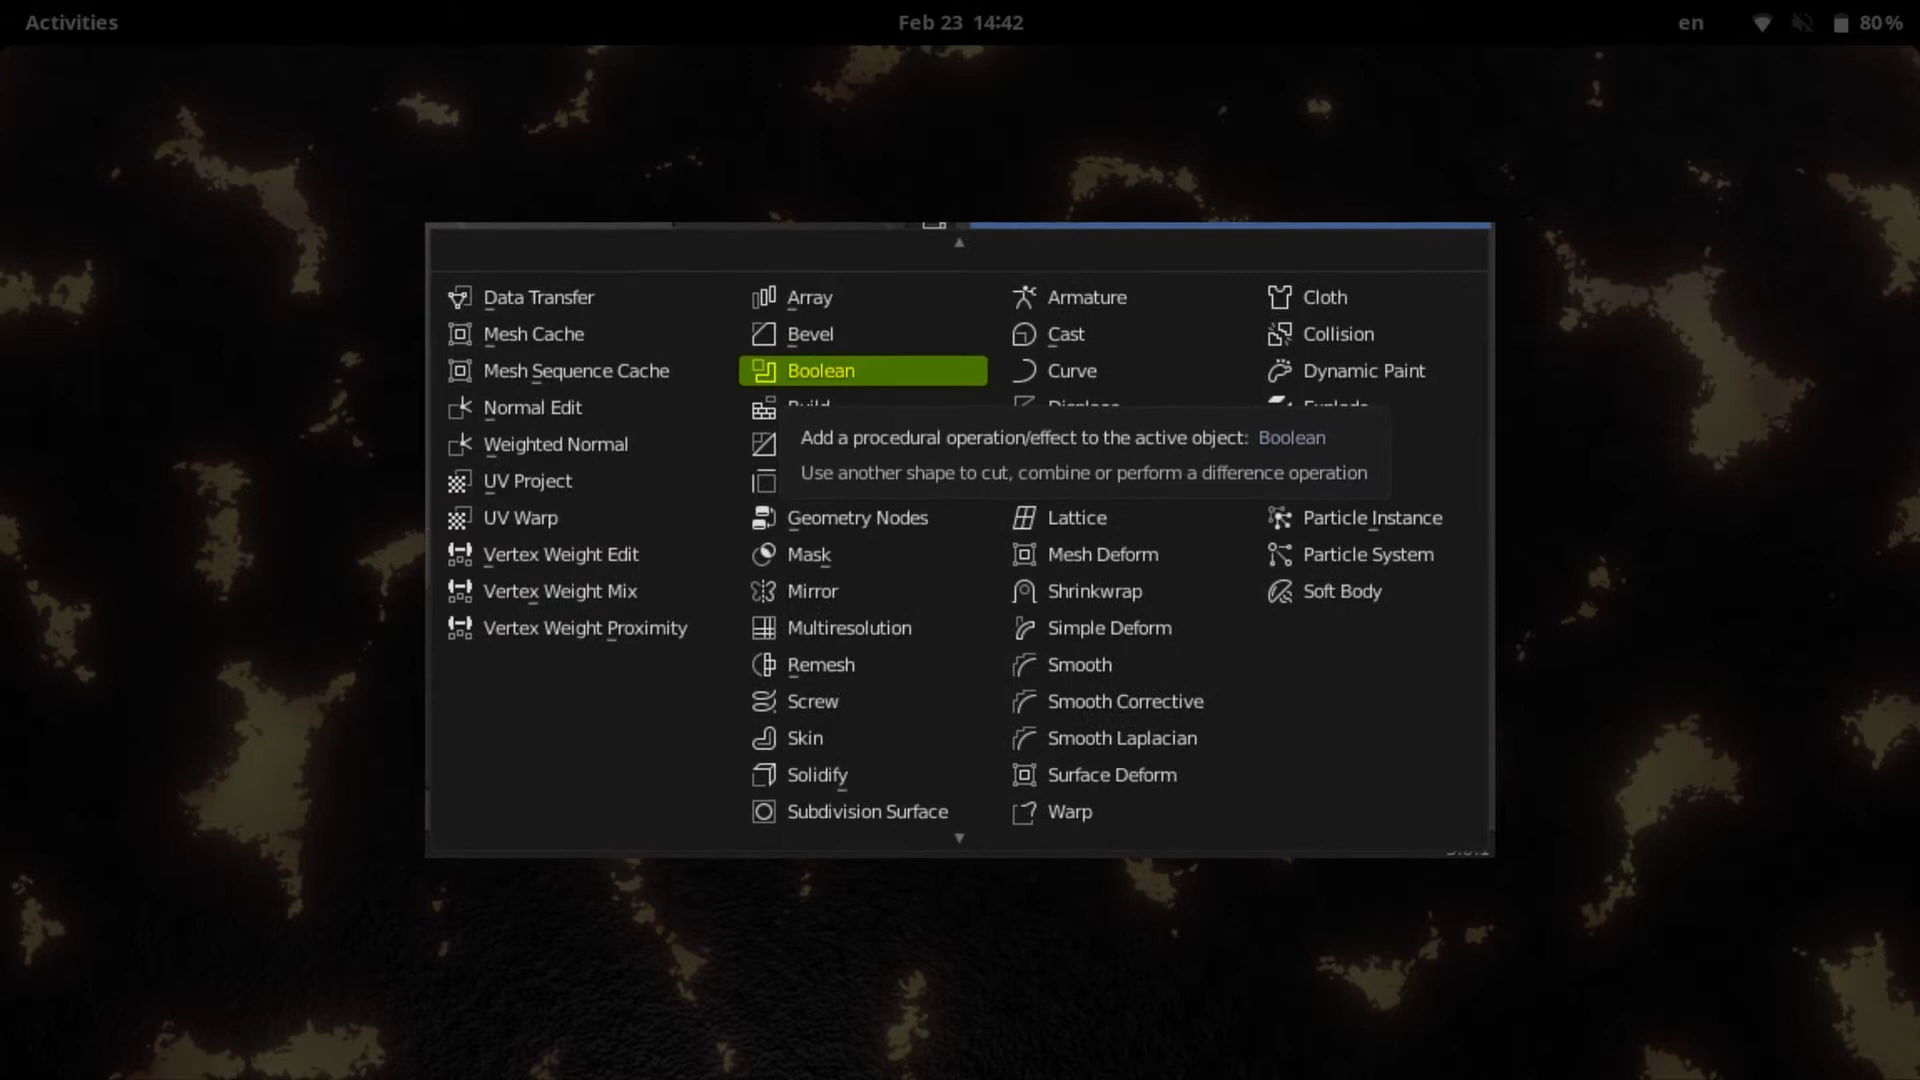 Activities
Feb 23 14:42
en
80%
Data Transfer
Mesh Cache
Mesh Sequence Cache
Normal Edit
Weighted Normal
UV Project
UV Warp
Vertex Weight Edit
Vertex Weight Mix
Vertex Weight Proximity
Array
Bevel
Boolean
Build
Geometry Nodes
Mask
Mirror
Multiresolution
Remesh
Screw
Skin
Solidify
Subdivision Surface
Armature
Cast
Curve
Displace
Lattice
Mesh Deform
Shrinkwrap
Simple Deform
Smooth
Smooth Corrective
Smooth Laplacian
Surface Deform
Warp
Cloth
Collision
Dynamic Paint
Explode
Particle Instance
Particle System
Soft Body
Add a procedural operation/effect to the active object: Boolean
Use another shape to cut, combine or perform a difference operation